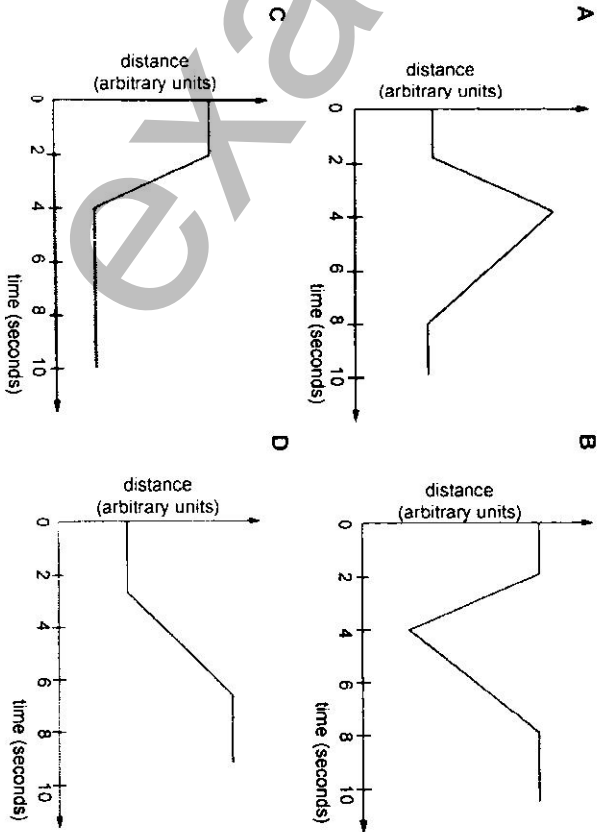 A
distance
(arbitrary units)
0
2
4
6
8
10
time (seconds)
B
distance
(arbitrary units)
0
2
4
6
8
10
time (seconds)
C
distance
(arbitrary units)
0
2
4
6
8
10
time (seconds)
D
distance
(arbitrary units)
0
2
4
6
8
10
time (seconds)
exa